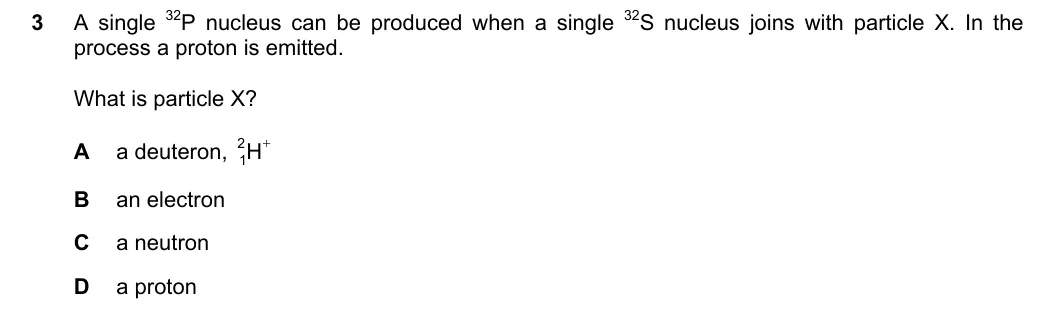 3 A single ³²P nucleus can be produced when a single ³²S nucleus joins with particle X. In the
process a proton is emitted.
What is particle X?
A a deuteron, ²₁H⁺
B an electron
C a neutron
D a proton